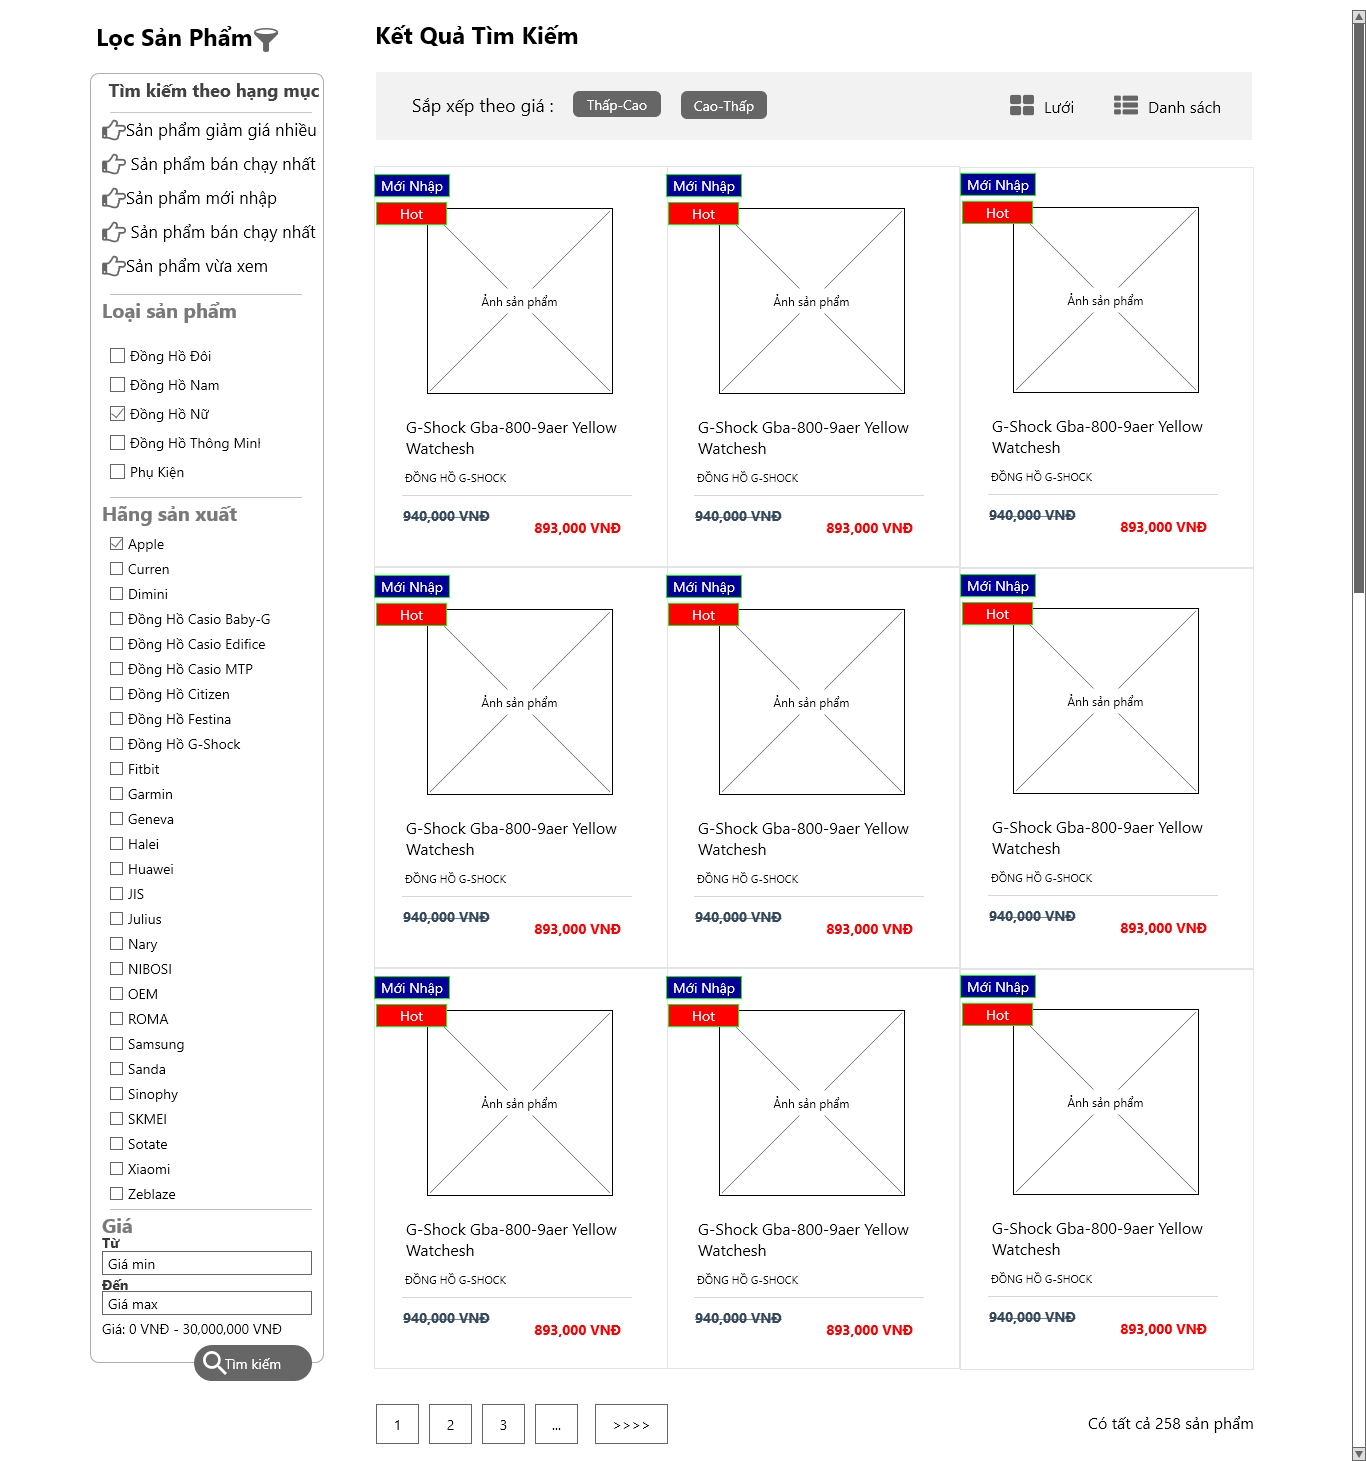 Lọc Sản Phẩm
Tìm kiếm theo hạng mục
Sản phẩm giảm giá nhiều
Sản phẩm bán chạy nhất
Sản phẩm mới nhập
Sản phẩm bán chạy nhất
Sản phẩm vừa xem
Loại sản phẩm
Đồng Hồ Đôi
Đồng Hồ Nam
Đồng Hồ Nữ
Đồng Hồ Thông Minh
Phụ Kiện
Hãng sản xuất
Apple
Curren
Dimini
Đồng Hồ Casio Baby-G
Đồng Hồ Casio Edifice
Đồng Hồ Casio MTP
Đồng Hồ Citizen
Đồng Hồ Festina
Đồng Hồ G-Shock
Fitbit
Garmin
Geneva
Halei
Huawei
JIS
Julius
Nary
NIBOSI
OEM
ROMA
Samsung
Sanda
Sinophy
SKMEI
Sotate
Xiaomi
Zeblaze
Giá
Từ
Giá min
Đến
Giá max
Giá: 0 VNĐ - 30,000,000 VNĐ
Tìm kiếm
Kết Quả Tìm Kiếm
Sắp xếp theo giá :
Thấp-Cao
Cao-Thấp
Lưới
Danh sách
Mới Nhập
Hot
Ảnh sản phẩm
G-Shock Gba-800-9aer Yellow
Watchesh
ĐỒNG HỒ G-SHOCK
940,000 VNĐ
893,000 VNĐ
Mới Nhập
Hot
Ảnh sản phẩm
G-Shock Gba-800-9aer Yellow
Watchesh
ĐỒNG HỒ G-SHOCK
940,000 VNĐ
893,000 VNĐ
Mới Nhập
Hot
Ảnh sản phẩm
G-Shock Gba-800-9aer Yellow
Watchesh
ĐỒNG HỒ G-SHOCK
940,000 VNĐ
893,000 VNĐ
Mới Nhập
Hot
Ảnh sản phẩm
G-Shock Gba-800-9aer Yellow
Watchesh
ĐỒNG HỒ G-SHOCK
940,000 VNĐ
893,000 VNĐ
Mới Nhập
Hot
Ảnh sản phẩm
G-Shock Gba-800-9aer Yellow
Watchesh
ĐỒNG HỒ G-SHOCK
940,000 VNĐ
893,000 VNĐ
Mới Nhập
Hot
Ảnh sản phẩm
G-Shock Gba-800-9aer Yellow
Watchesh
ĐỒNG HỒ G-SHOCK
940,000 VNĐ
893,000 VNĐ
Mới Nhập
Hot
Ảnh sản phẩm
G-Shock Gba-800-9aer Yellow
Watchesh
ĐỒNG HỒ G-SHOCK
940,000 VNĐ
893,000 VNĐ
Mới Nhập
Hot
Ảnh sản phẩm
G-Shock Gba-800-9aer Yellow
Watchesh
ĐỒNG HỒ G-SHOCK
940,000 VNĐ
893,000 VNĐ
Mới Nhập
Hot
Ảnh sản phẩm
G-Shock Gba-800-9aer Yellow
Watchesh
ĐỒNG HỒ G-SHOCK
940,000 VNĐ
893,000 VNĐ
1
2
3
...
>>>>
Có tất cả 258 sản phẩm